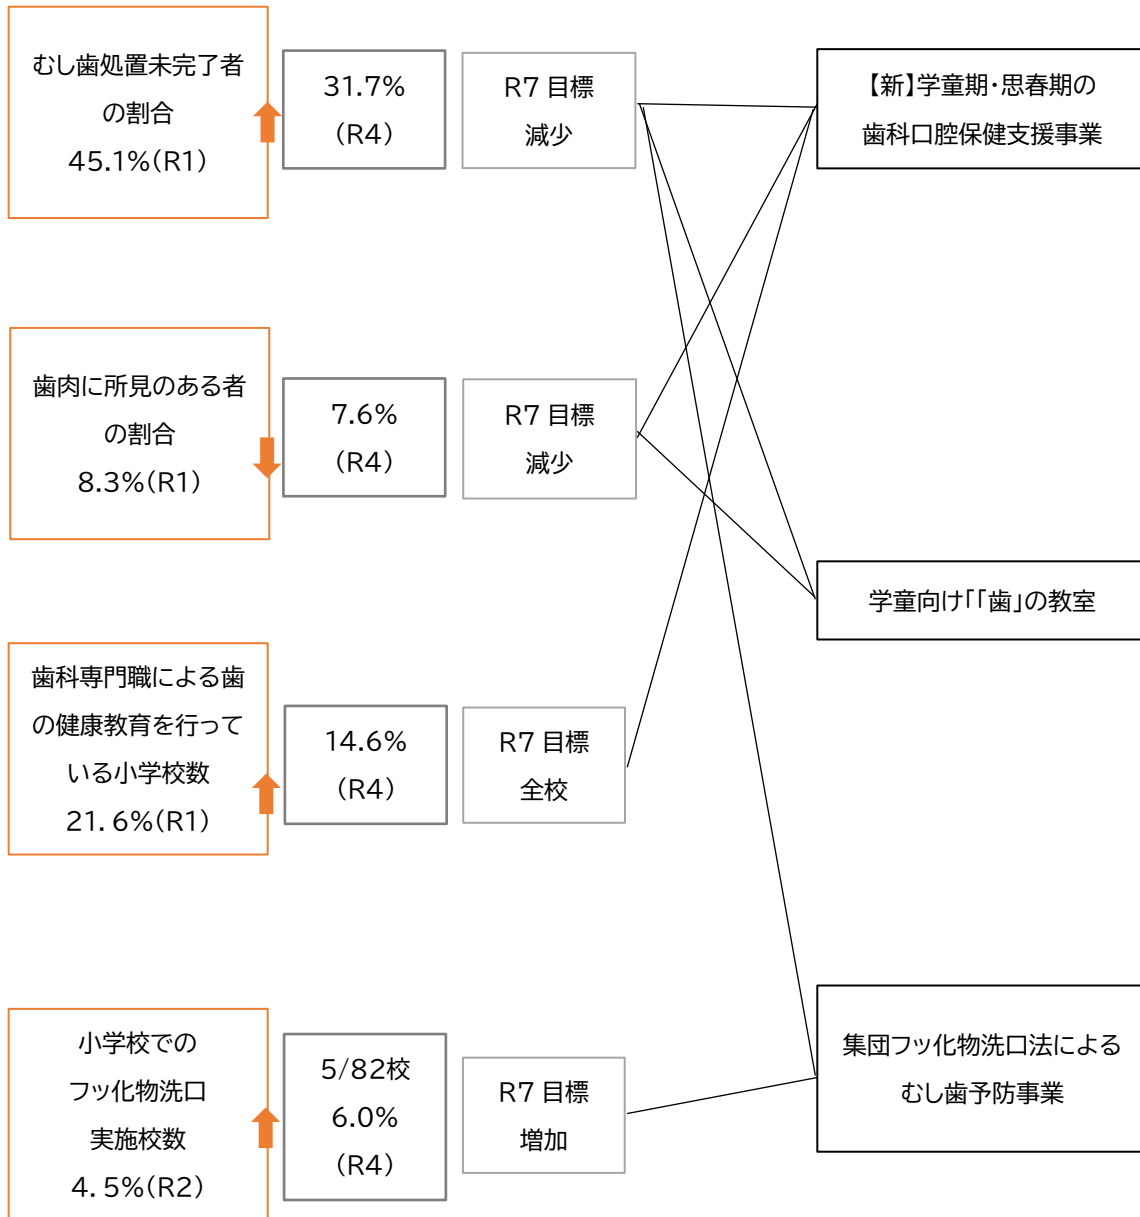 むし歯処置未完了者
の割合
45.1%(R1)
31.7%
(R4)
R7 目標
減少
【新】学童期・思春期の
歯科口腔保健支援事業
歯肉に所見のある者
の割合
8.3%(R1)
7.6%
(R4)
R7 目標
減少
学童向け「「歯」の教室
歯科専門職による歯
の健康教育を行って
いる小学校数
21.6%(R1)
14.6%
(R4)
R7 目標
全校
小学校での
フッ化物洗口
実施校数
4.5%(R2)
5/82校
6.0%
(R4)
R7 目標
増加
集団フッ化物洗口法による
むし歯予防事業